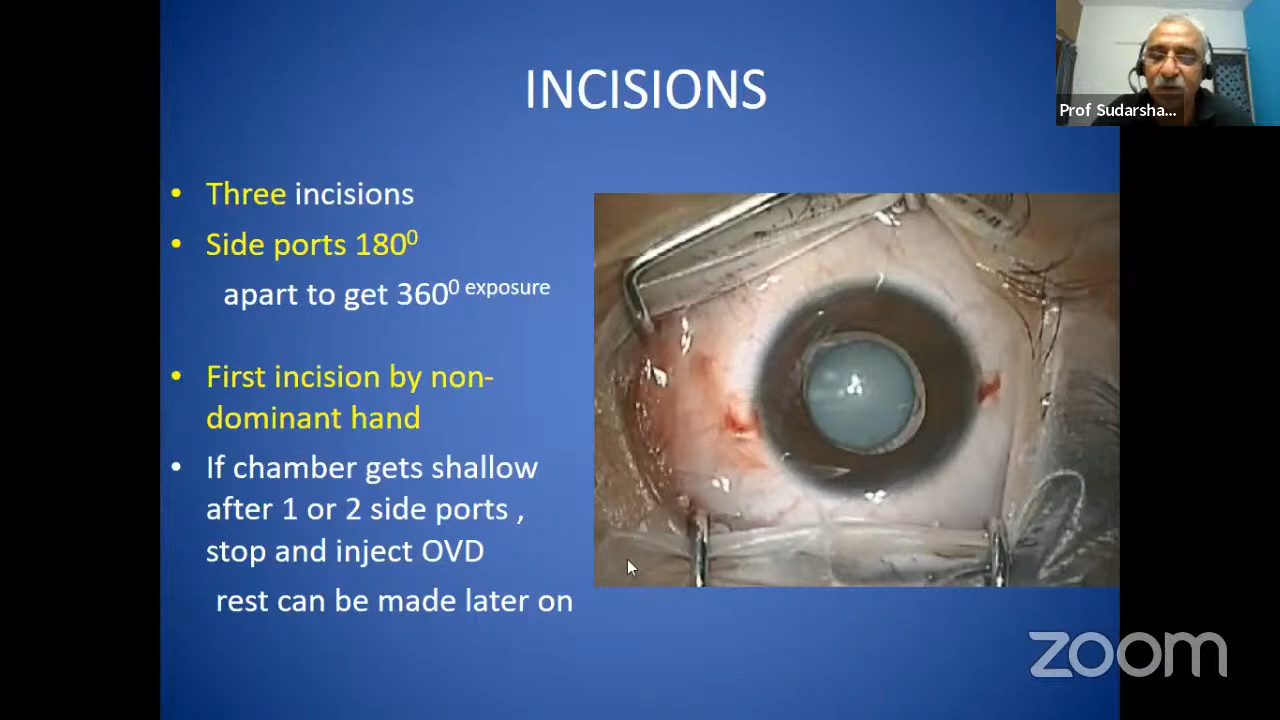 INCISIONS
Prof Sudarsha...
• Three incisions
• Side ports 180⁰
apart to get 360⁰ exposure
• First incision by non-
dominant hand
• If chamber gets shallow
after 1 or 2 side ports ,
stop and inject OVD
rest can be made later on
zoom